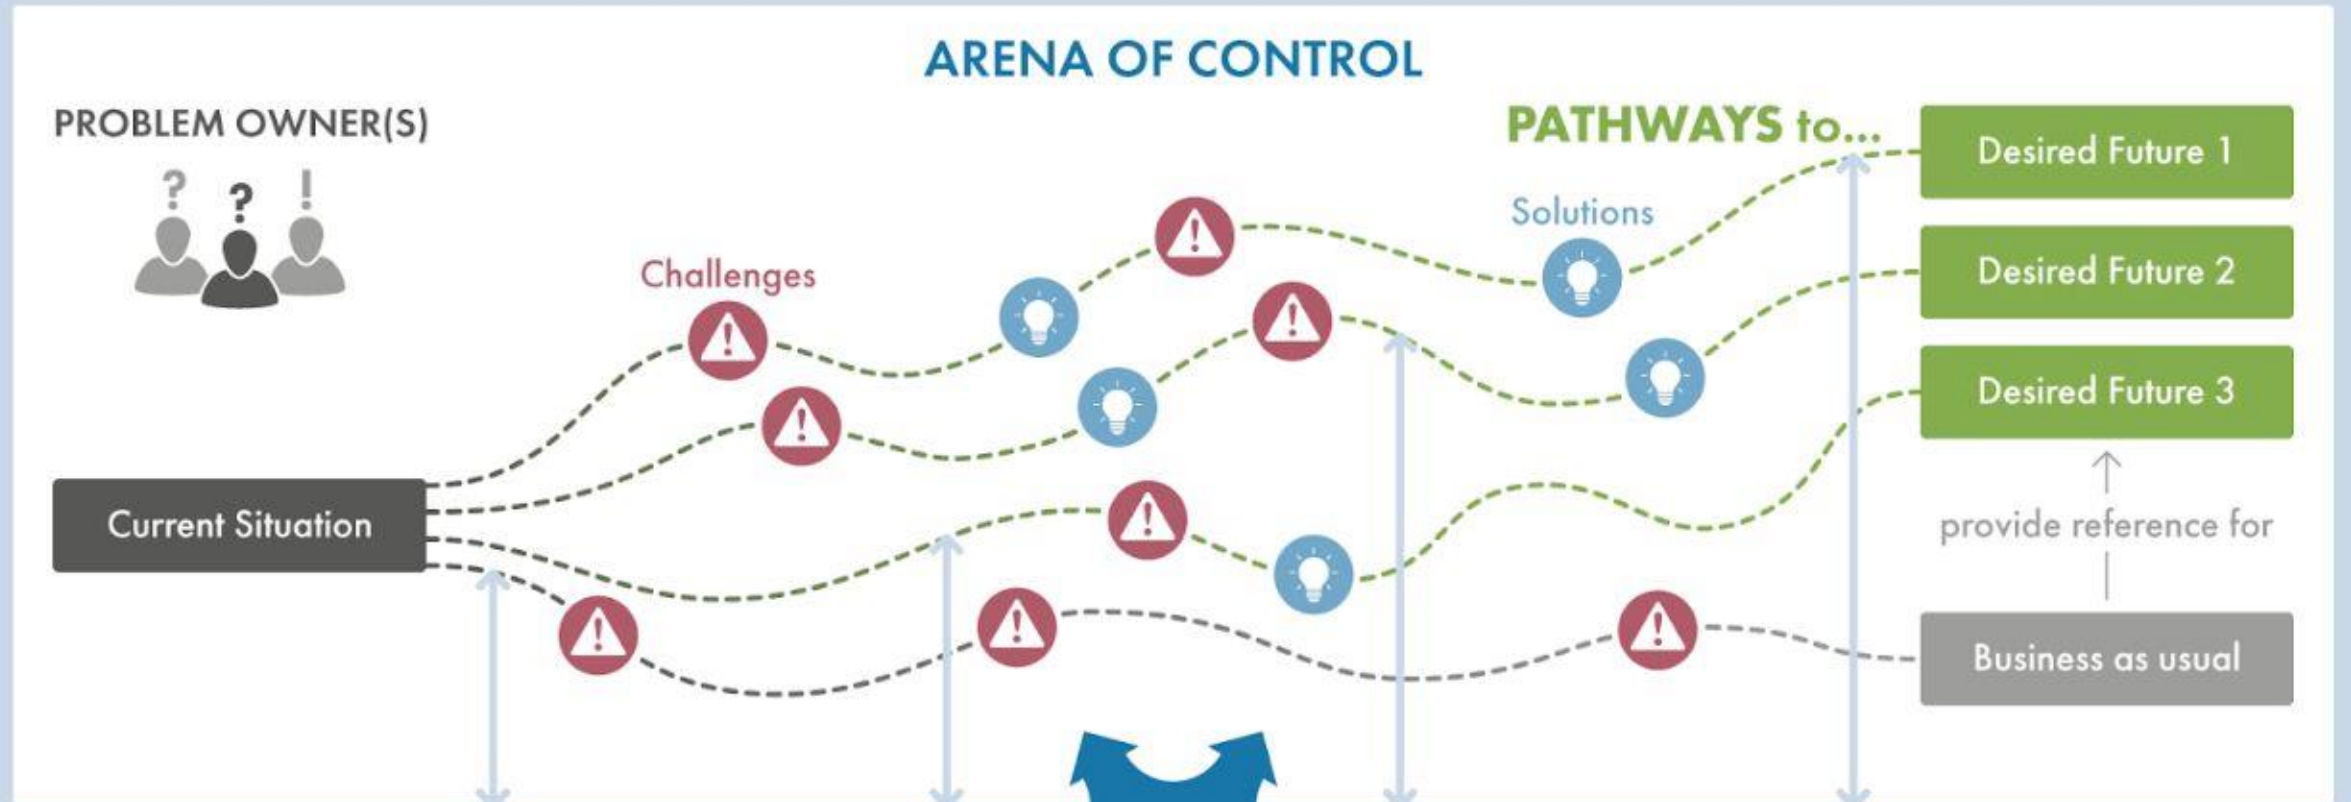 ARENA OF CONTROL
PROBLEM OWNER(S)
? ? !
PATHWAYS to...
Desired Future 1
Solutions
Desired Future 2
Challenges
Desired Future 3
Current Situation
provide reference for
Business as usual